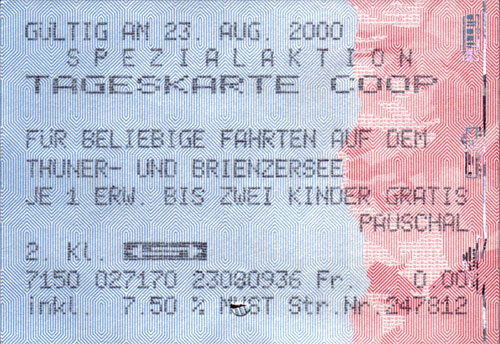 GÜLTIG AM 23. AUG. 2000
SPEZIALAKTION
TAGESKARTE COOP
FÜR BELIEBIGE FAHRTEN AUF DEM
THUNER- UND BRIENZERSEE
JE 1 ERW. BIS ZWEI KINDER GRATIS
PAUSCHAL
2. Kl.
7150 027170 23080936 Fr. 0.00
inkl. 7.50 % MWST Str.Nr.247812